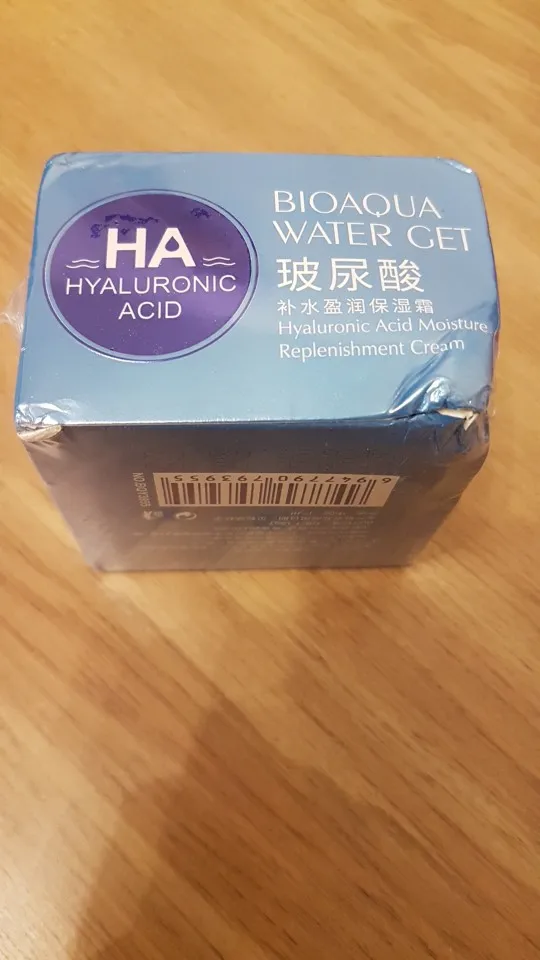 HA
HYALURONIC
ACID
BIOAQUA
WATER GET
玻尿酸
补水盈润保湿霜
Hyaluronic Acid Moisture
Replenishment Cream
6947790793955